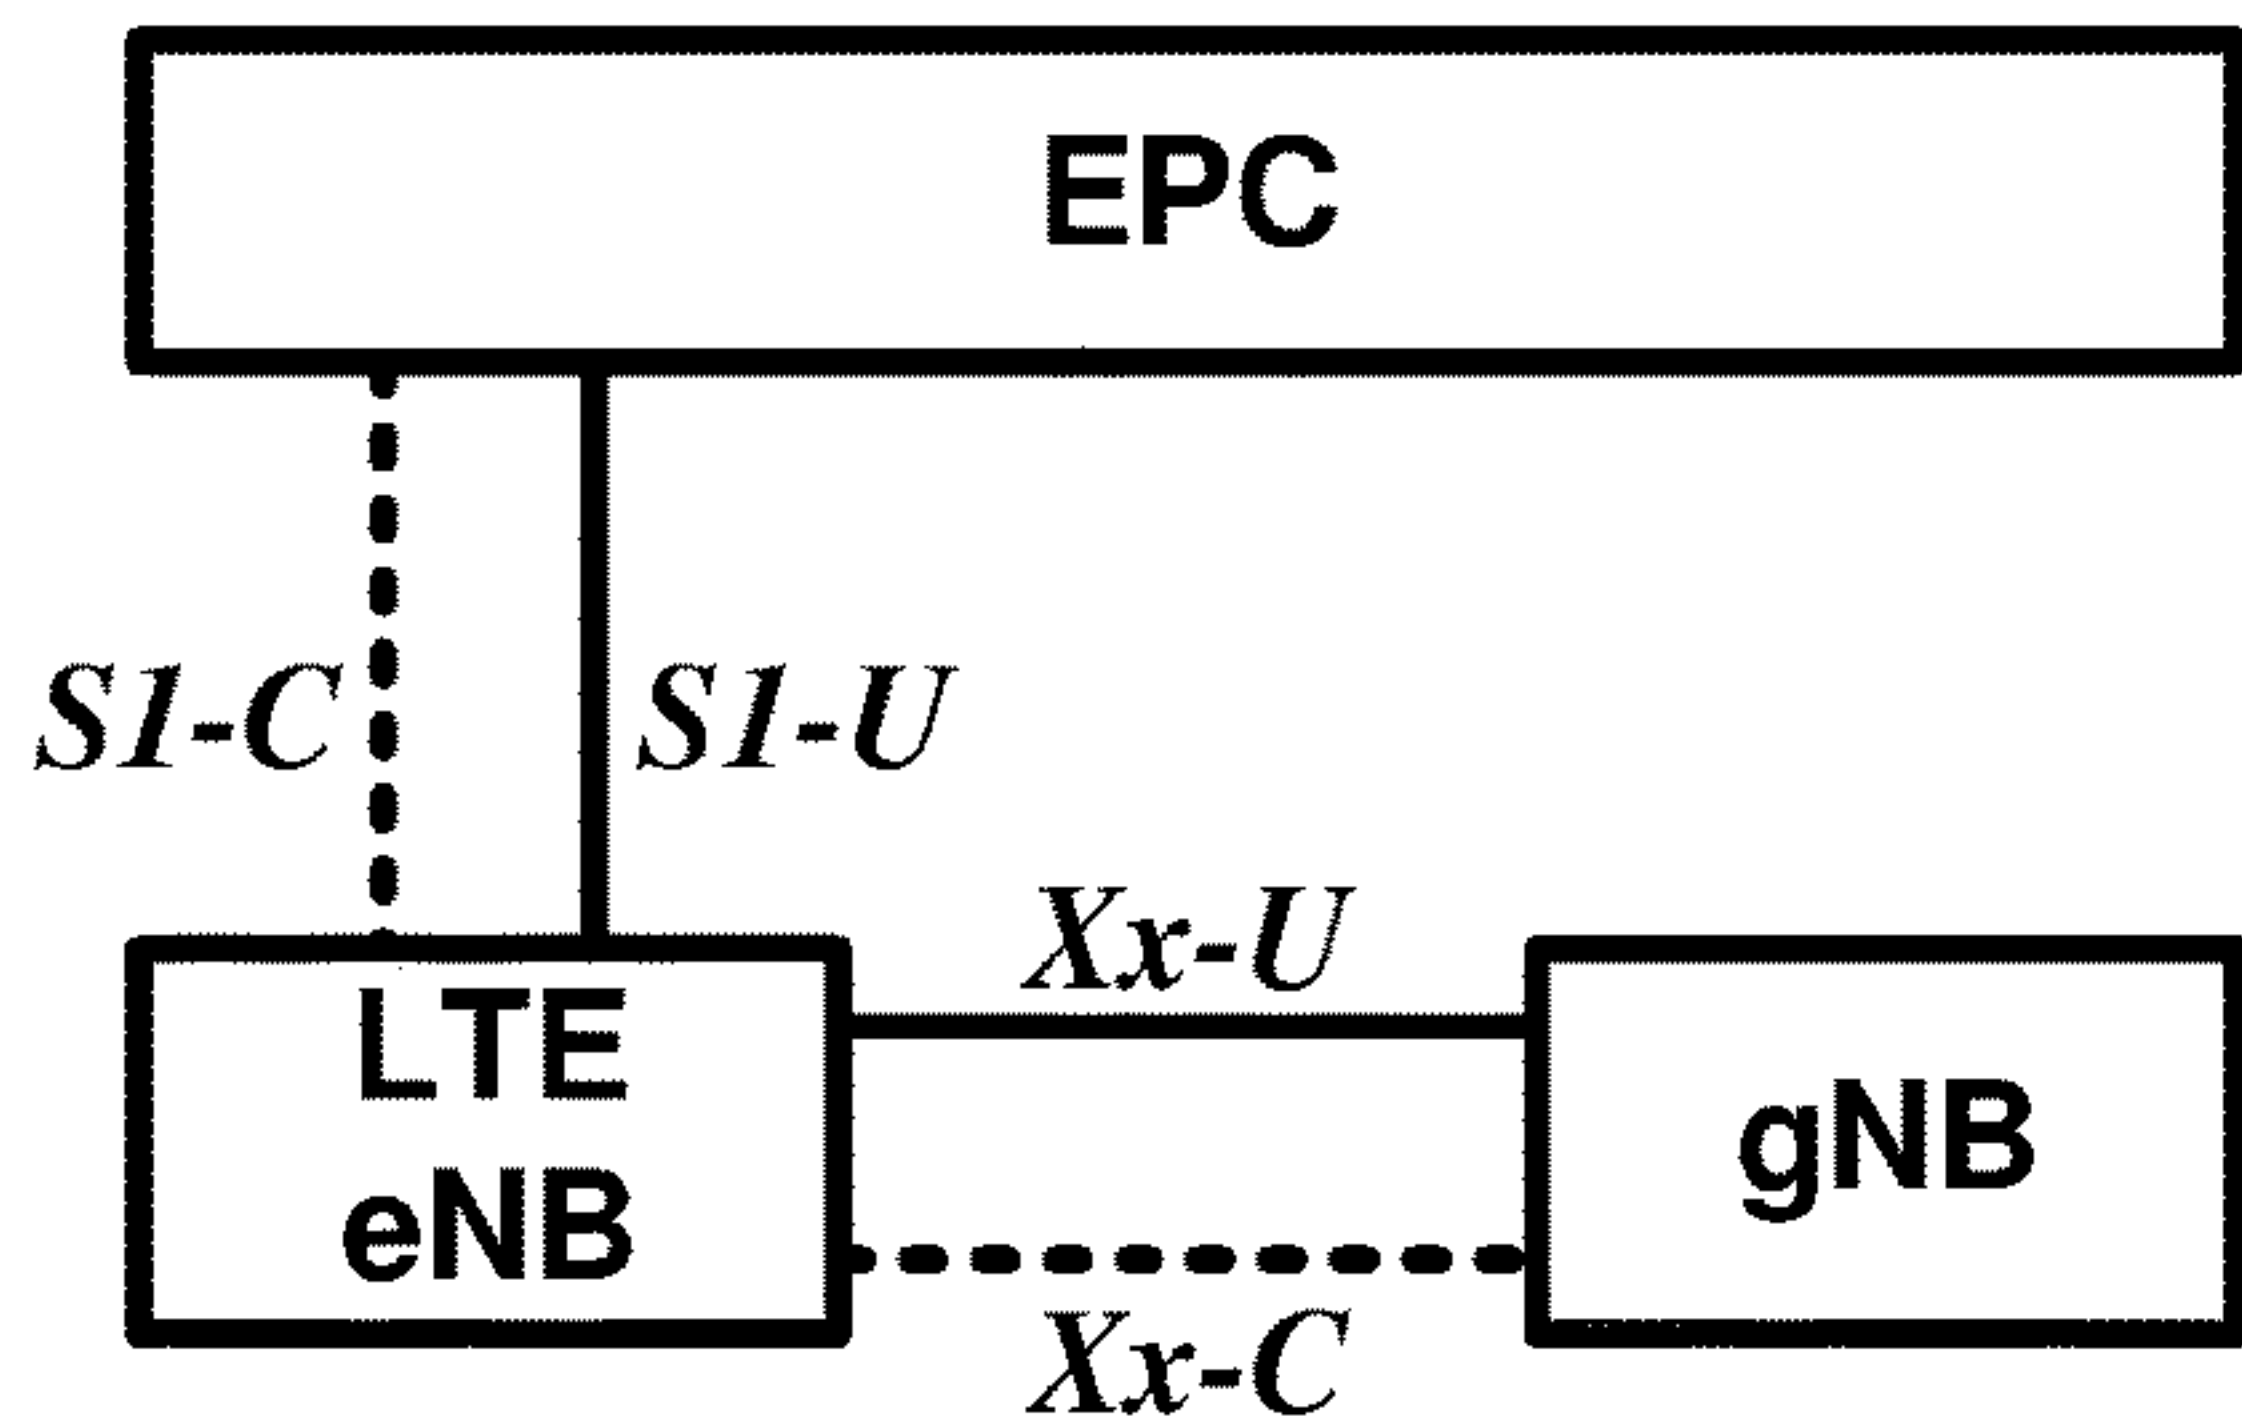 EPC
S1-C
S1-U
Xx-U
LTE
eNB
gNB
Xx-C